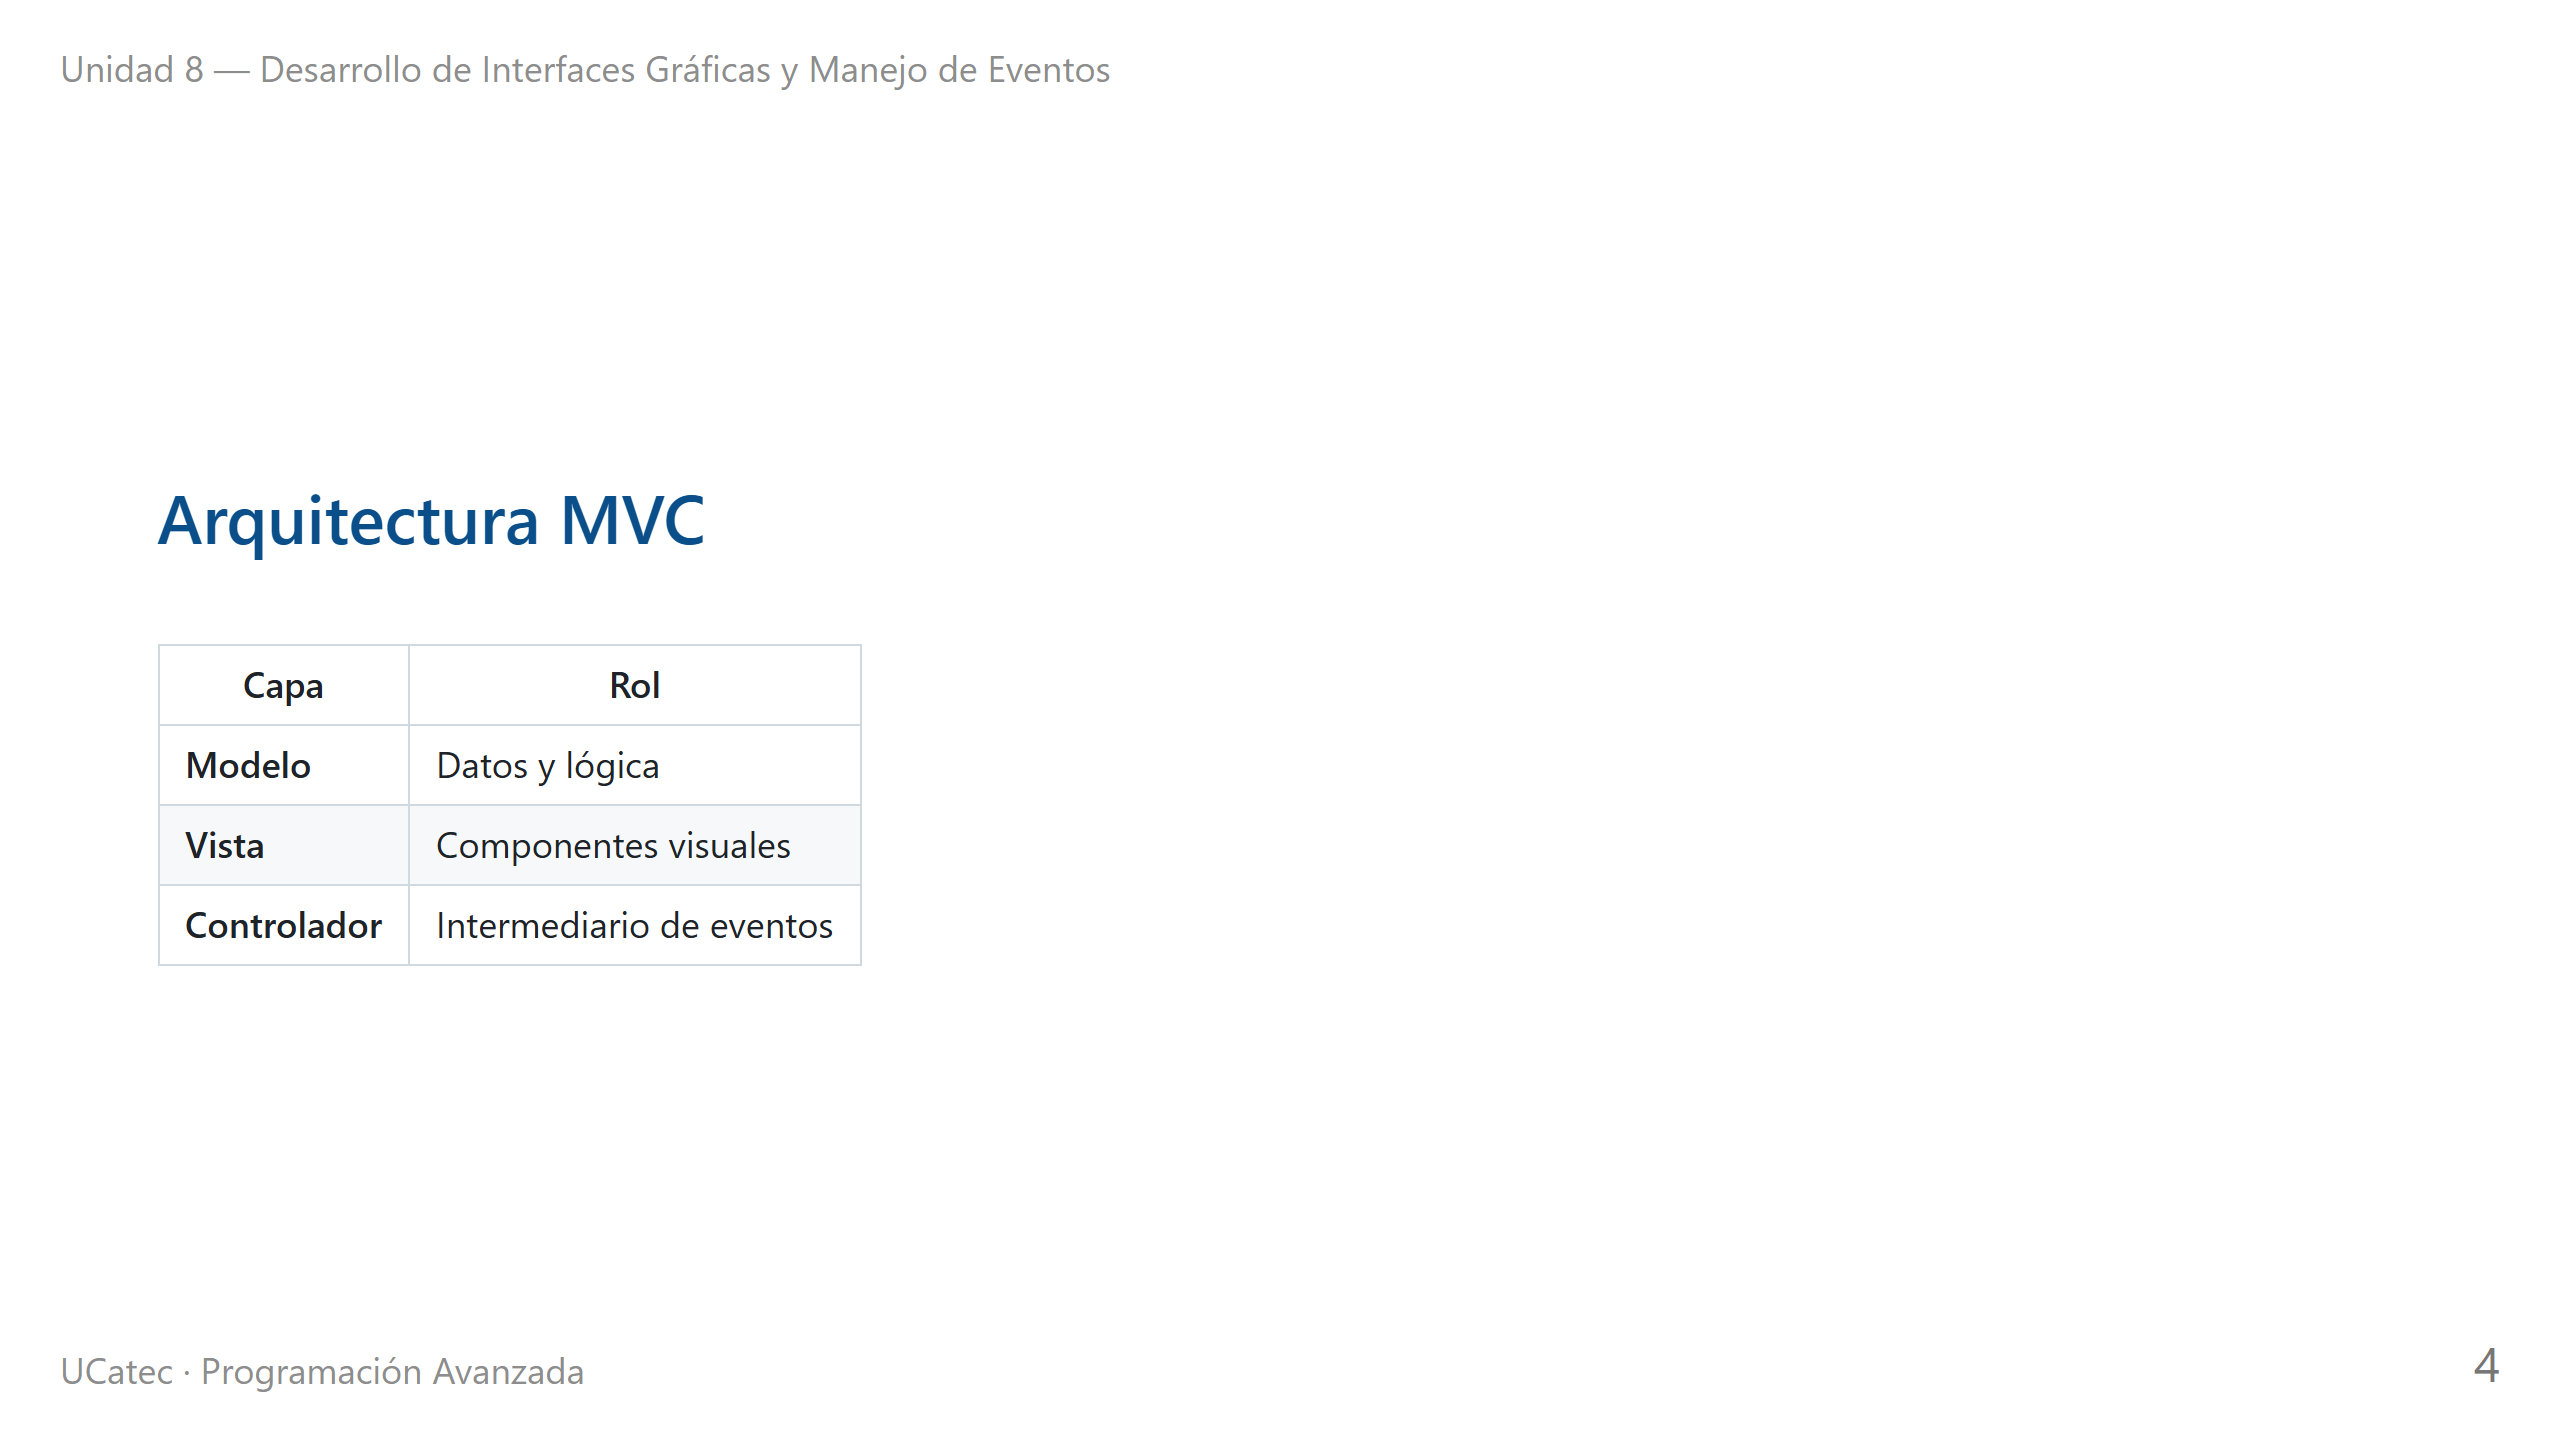 Unidad 8 — Desarrollo de Interfaces Gráficas y Manejo de Eventos
Arquitectura MVC
Capa Rol
Modelo Datos y lógica
Vista Componentes visuales
Controlador Intermediario de eventos
UCatec · Programación Avanzada
4